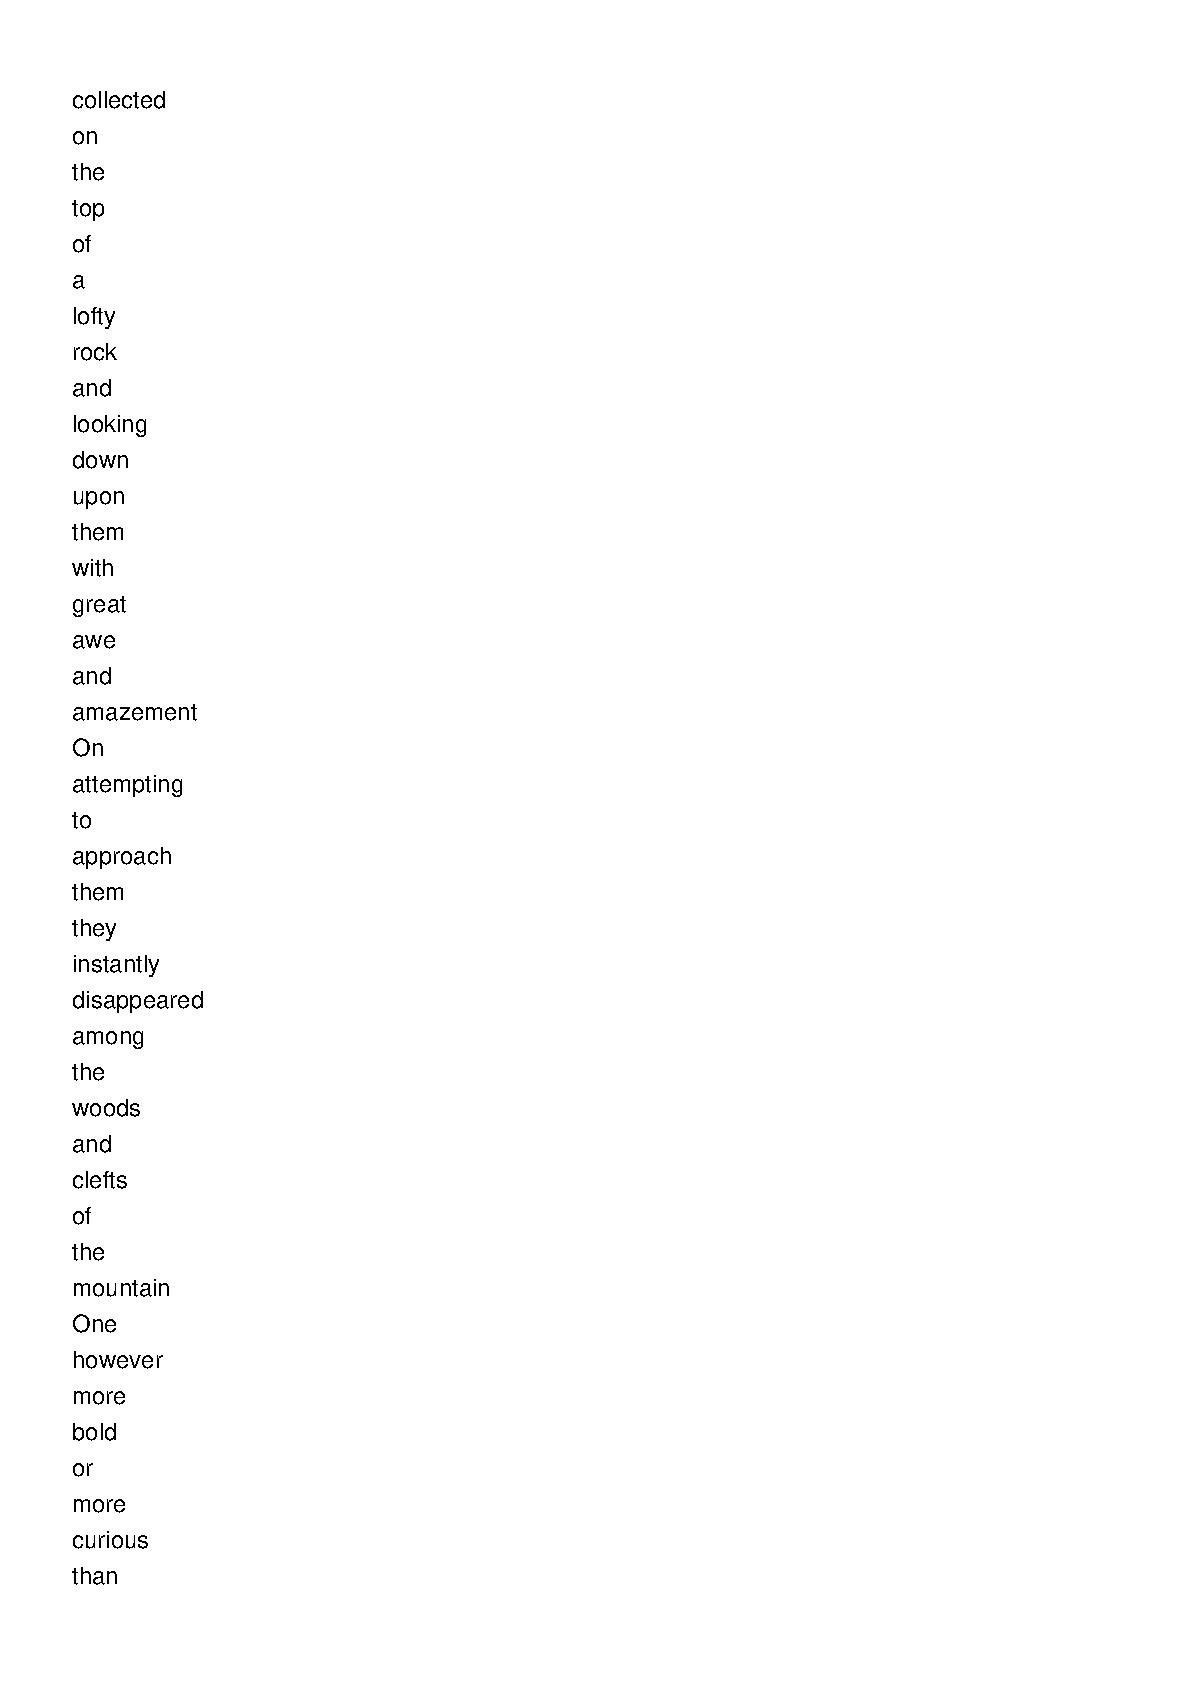 collected
on
the
top
of
a
lofty
rock
and
looking
down
upon
them
with
great
awe
and
amazement
On
attempting
to
approach
them
they
instantly
disappeared
among
the
woods
and
clefts
of
the
mountain
One
however
more
bold
or
more
curious
than